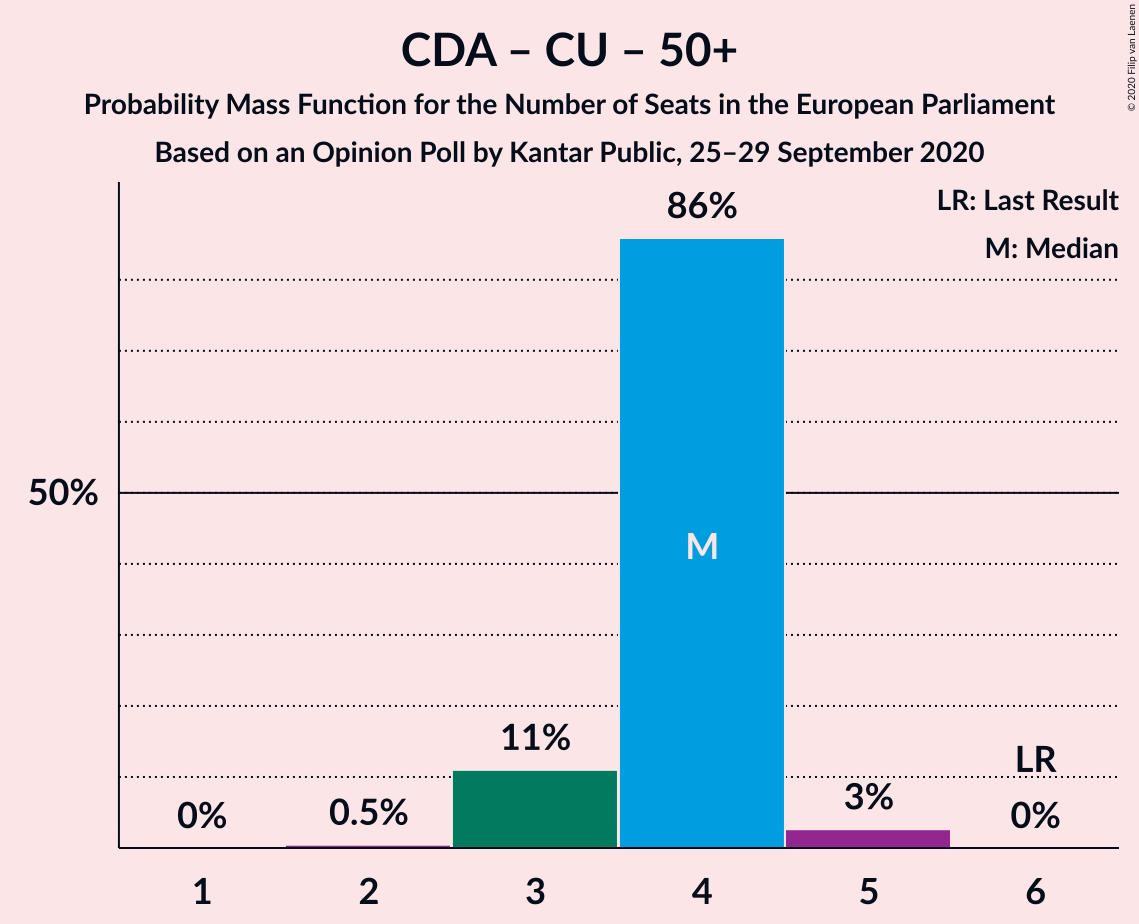 CDA – CU – 50+
Probability Mass Function for the Number of Seats in the European Parliament
Based on an Opinion Poll by Kantar Public, 25–29 September 2020
© 2020 Filip van Laenen
LR: Last Result
M: Median
86%
50%
M
11%
LR
0%
0.5%
3%
0%
1
2
3
4
5
6